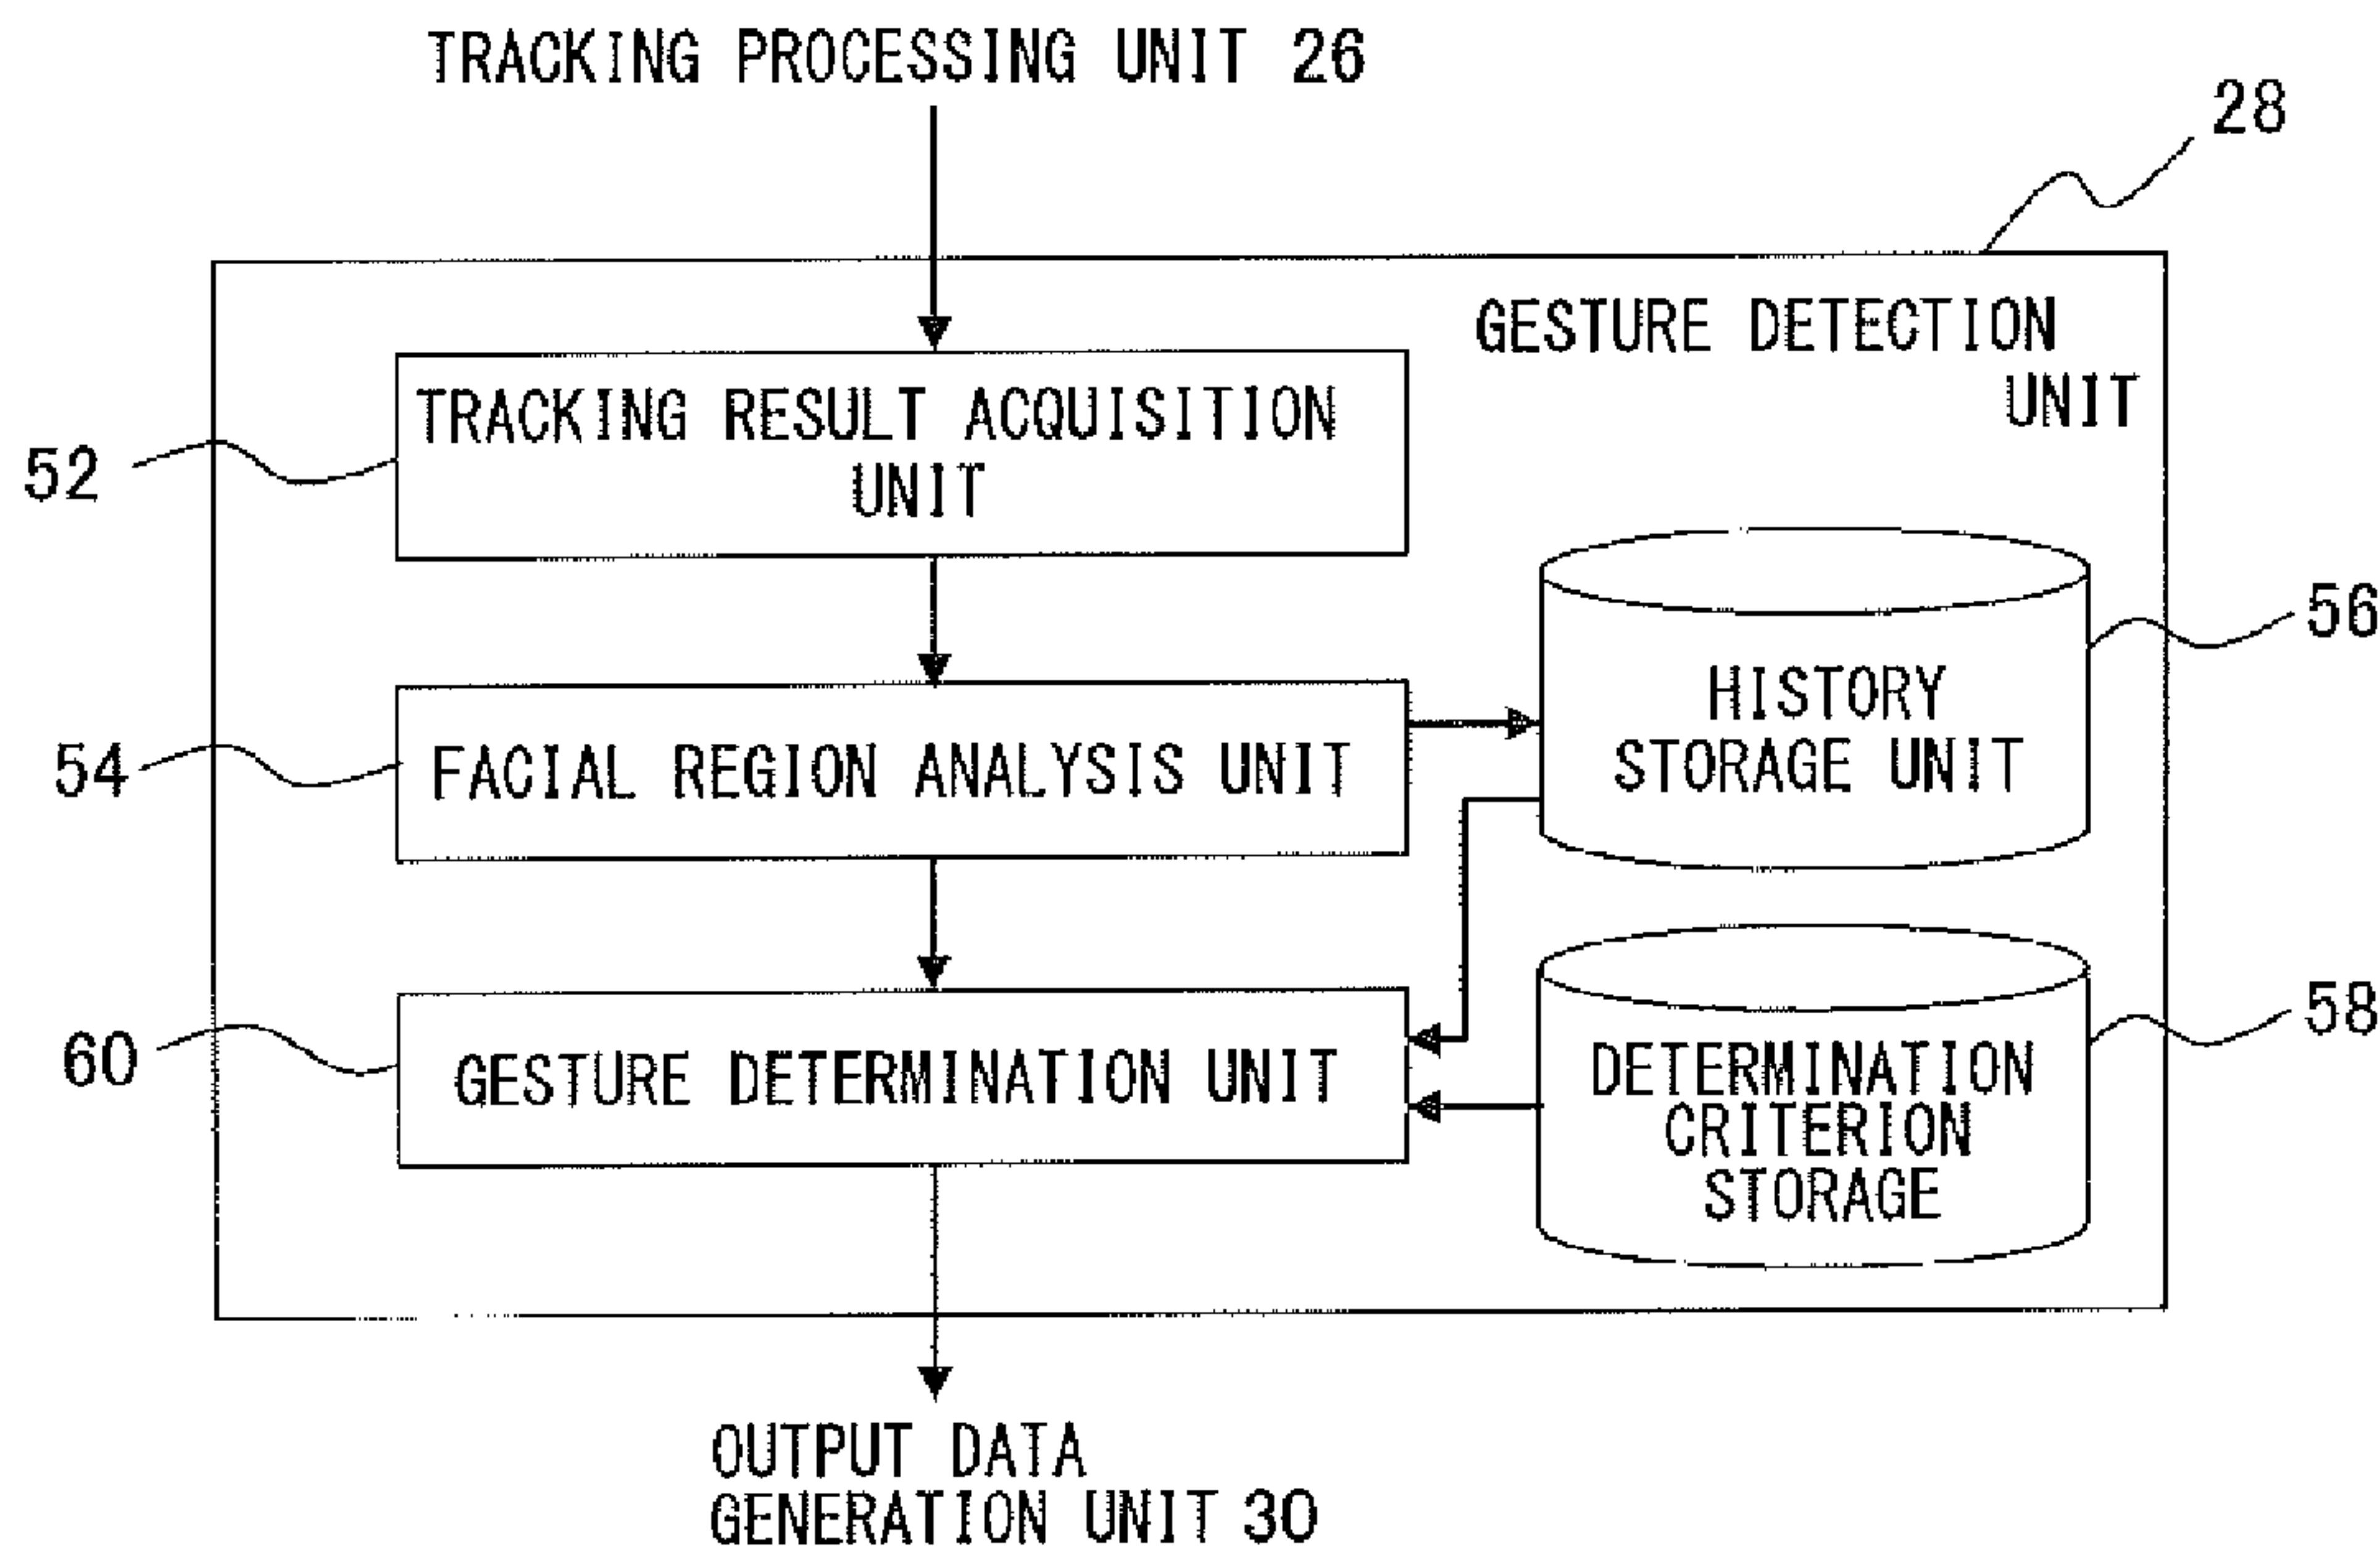 TRACKING PROCESSING UNIT 26
28
GESTURE DETECTION
UNIT
TRACKING RESULT ACQUISITION
UNIT
52
56
HISTORY
STORAGE UNIT
54
FACIAL REGION ANALYSIS UNIT
58
60
GESTURE DETERMINATION UNIT
DETERMINATION
CRITERION
STORAGE
OUTPUT DATA
GENERATION UNIT 30